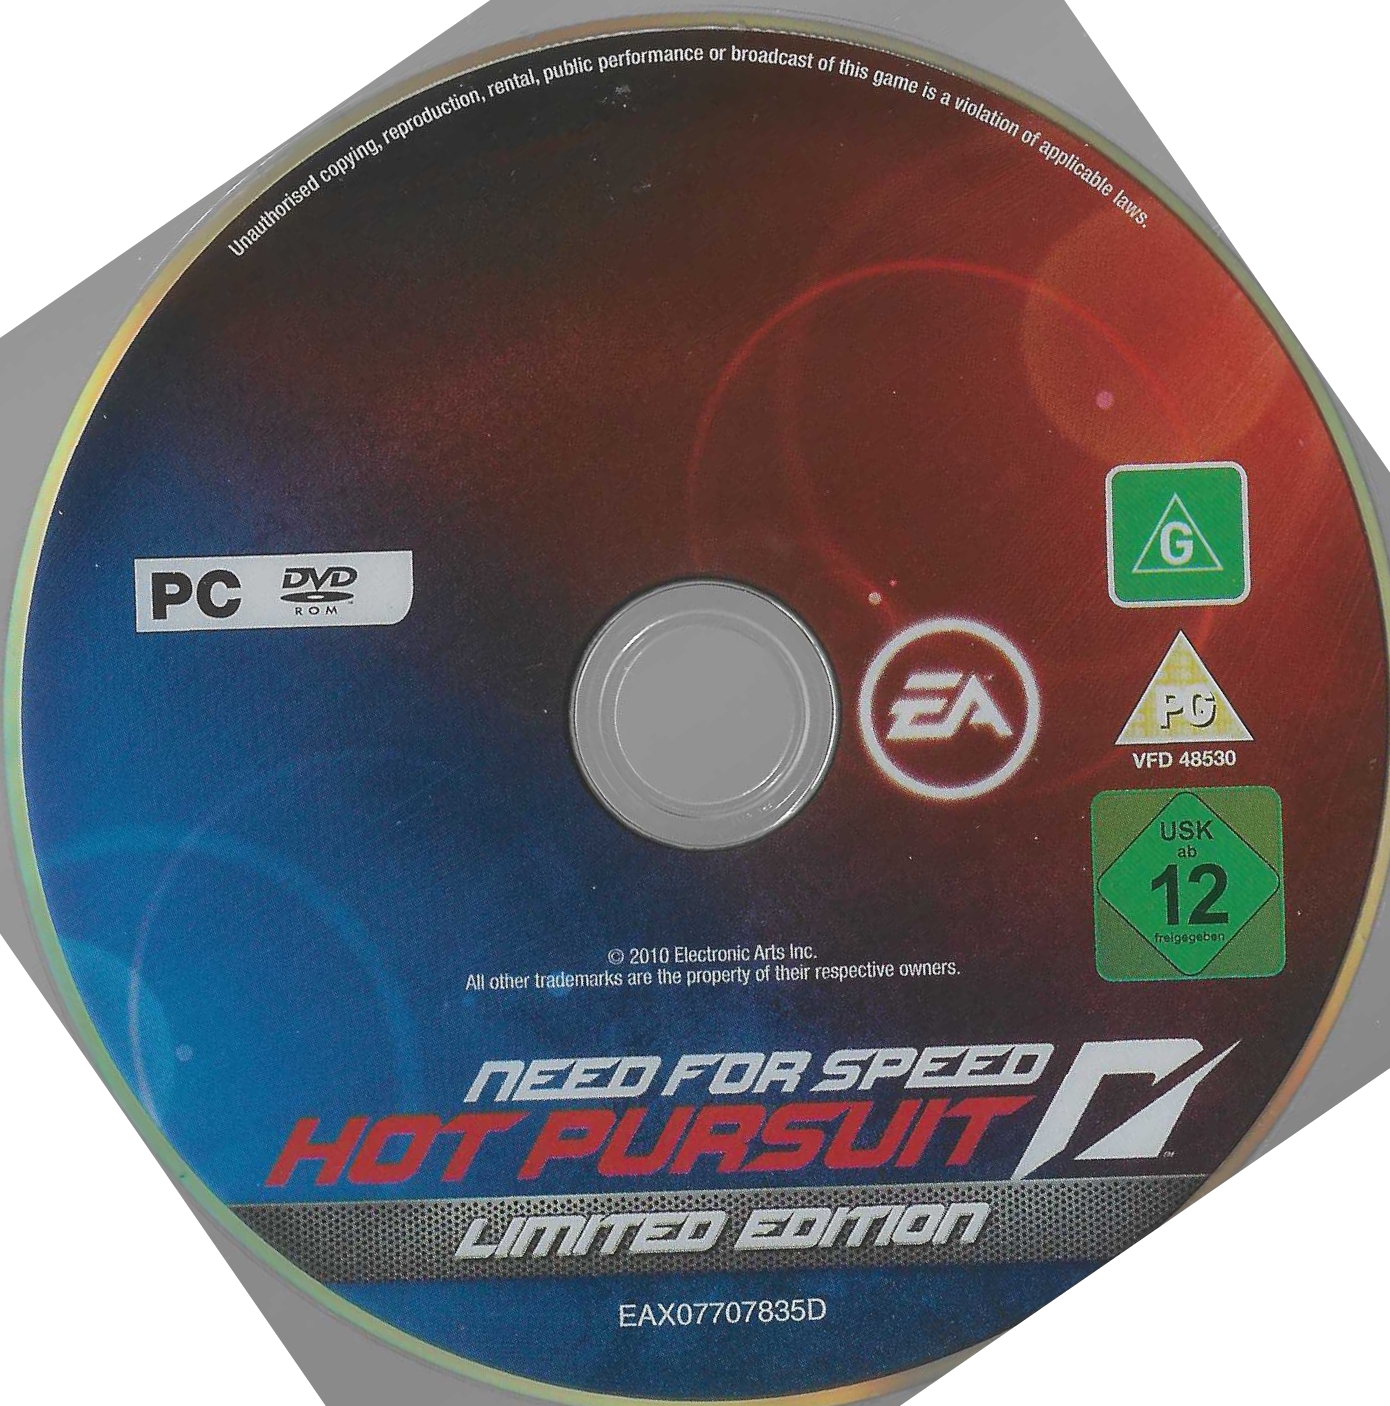 Unauthorised copying, reproduction, rental, public performance or broadcast of this game is a violation of applicable laws.
G
PC DVD
ROM
EA
PG
VFD 48530
USK
ab
12
freigegeben
© 2010 Electronic Arts Inc.
All other trademarks are the property of their respective owners.
NEED FOR SPEED
HOT PURSUIT
LIMITED EDITION
EAX07707835D